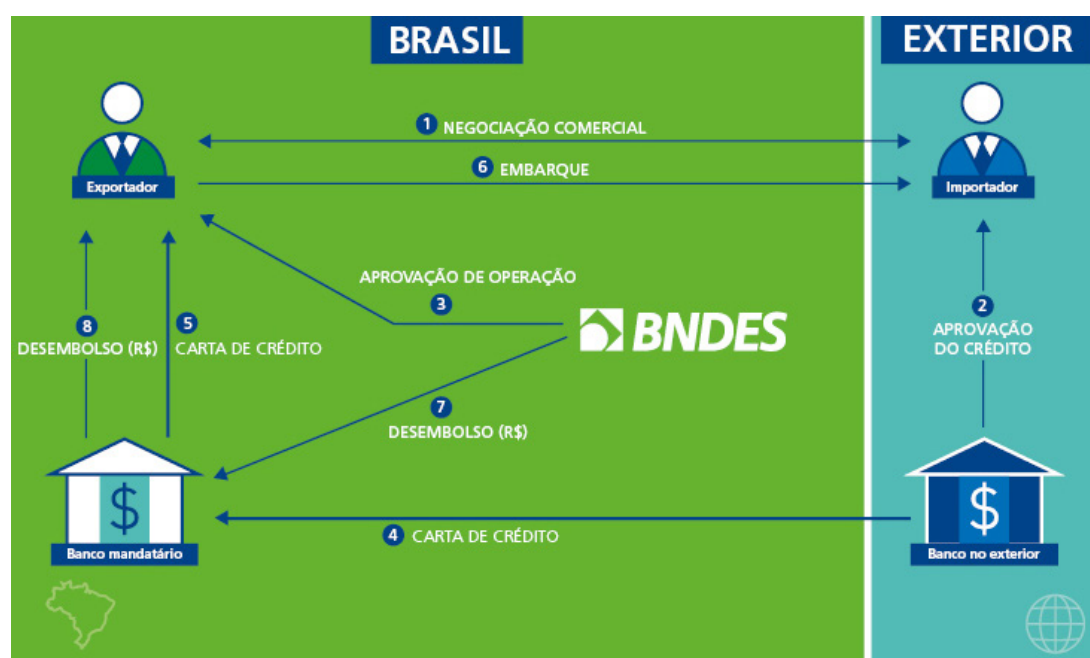 BRASIL
EXTERIOR
1 NEGOCIAÇÃO COMERCIAL
6 EMBARQUE
Exportador
Importador
APROVAÇÃO DE OPERAÇÃO
3
BNDES
2
APROVAÇÃO
DO CRÉDITO
8
DESEMBOLSO (R$)
5
CARTA DE CRÉDITO
7
DESEMBOLSO (R$)
$
$
4 CARTA DE CRÉDITO
Banco mandatário
Banco no exterior